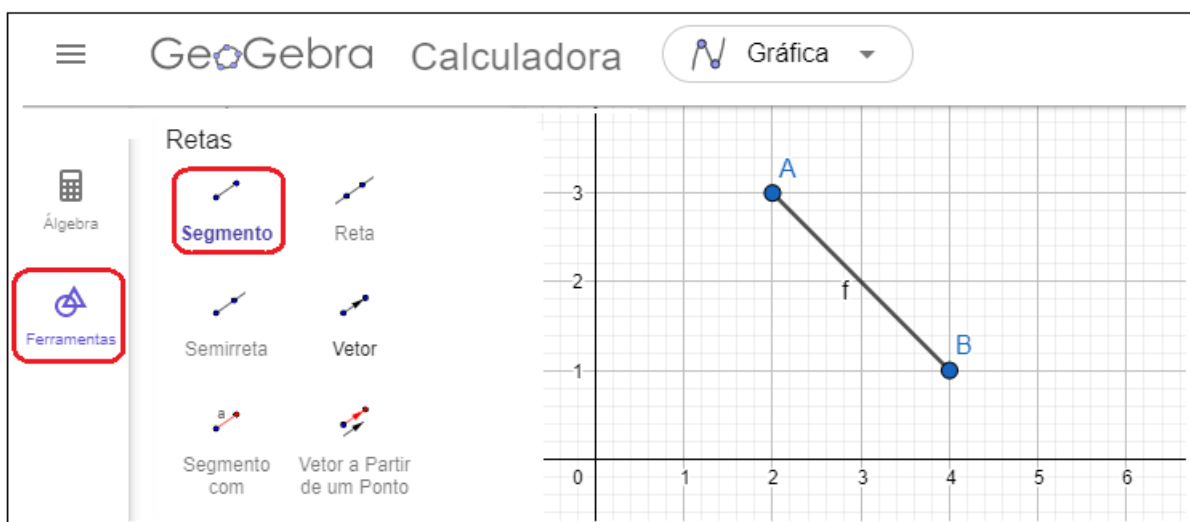 GeoGebra Calculadora Gráfica
Retas
Álgebra
Ferramentas
Segmento Reta
Semirreta Vetor
a
Segmento Vetor a Partir
com de um Ponto
A
f
B
3
2
1
0 1 2 3 4 5 6